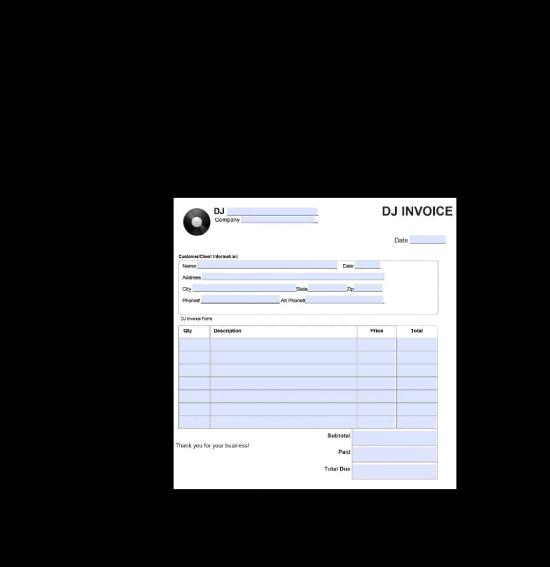 DJ
DJ INVOICE
Company
Date
Customer/Client Information:
Name Date
Address
City State Zip
Phone# Alt Phone#
DJ Invoice Form
Qty Description Price Total
Subtotal
Thank you for your business!
Paid
Total Due